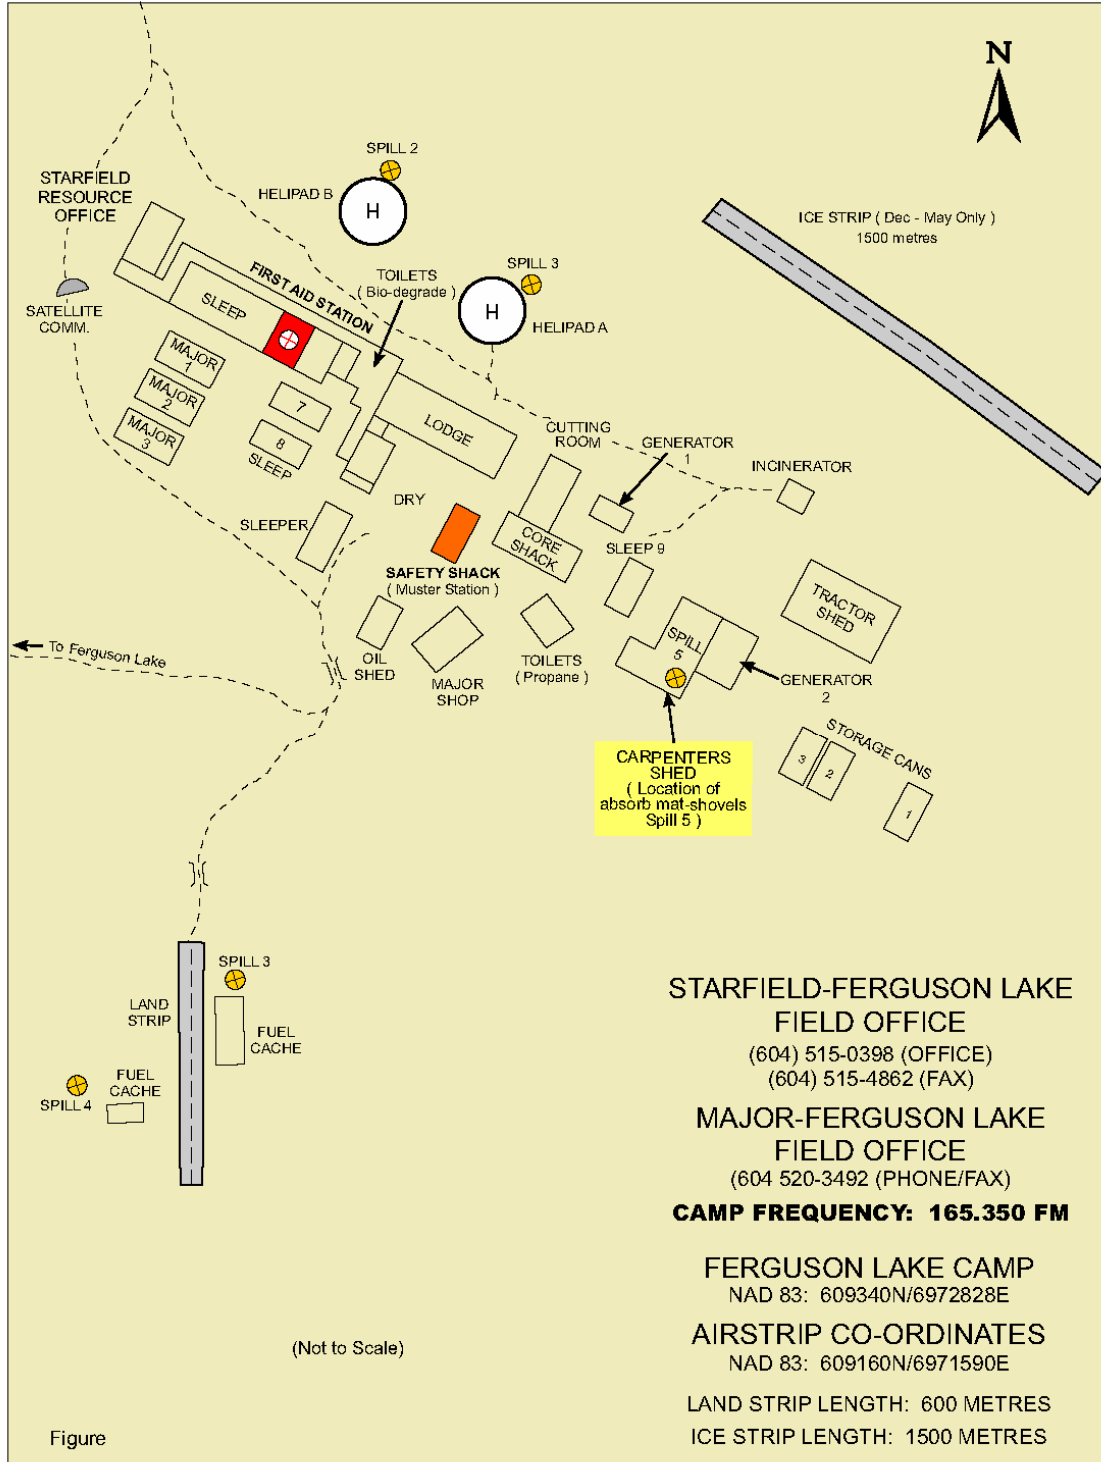 N
SPILL 2
HELIPAD B
H
STARFIELD
RESOURCE
OFFICE
ICE STRIP ( Dec - May Only )
1500 metres
FIRST AID STATION
TOILETS
( Bio-degrade )
SPILL 3
H
HELIPAD A
SLEEP
SATELLITE
COMM.
MAJOR
1
MAJOR
2
MAJOR
3
7
8
SLEEP
LODGE
CUTTING
ROOM
GENERATOR
1
INCINERATOR
DRY
SLEEPER
CORE
SHACK
SLEEP 9
SAFETY SHACK
( Muster Station )
TRACTOR
SHED
To Ferguson Lake
OIL
SHED
MAJOR
SHOP
TOILETS
( Propane )
SPILL
5
GENERATOR
2
STORAGE CANS
3
2
1
CARPENTERS
SHED
( Location of
absorb mat-shovels
Spill 5 )
SPILL 3
LAND
STRIP
FUEL
CACHE
FUEL
CACHE
SPILL 4
STARFIELD-FERGUSON LAKE
FIELD OFFICE
(604) 515-0398 (OFFICE)
(604) 515-4862 (FAX)
MAJOR-FERGUSON LAKE
FIELD OFFICE
(604 520-3492 (PHONE/FAX)
CAMP FREQUENCY: 165.350 FM
FERGUSON LAKE CAMP
NAD 83: 609340N/6972828E
AIRSTRIP CO-ORDINATES
NAD 83: 609160N/6971590E
LAND STRIP LENGTH: 600 METRES
ICE STRIP LENGTH: 1500 METRES
(Not to Scale)
Figure